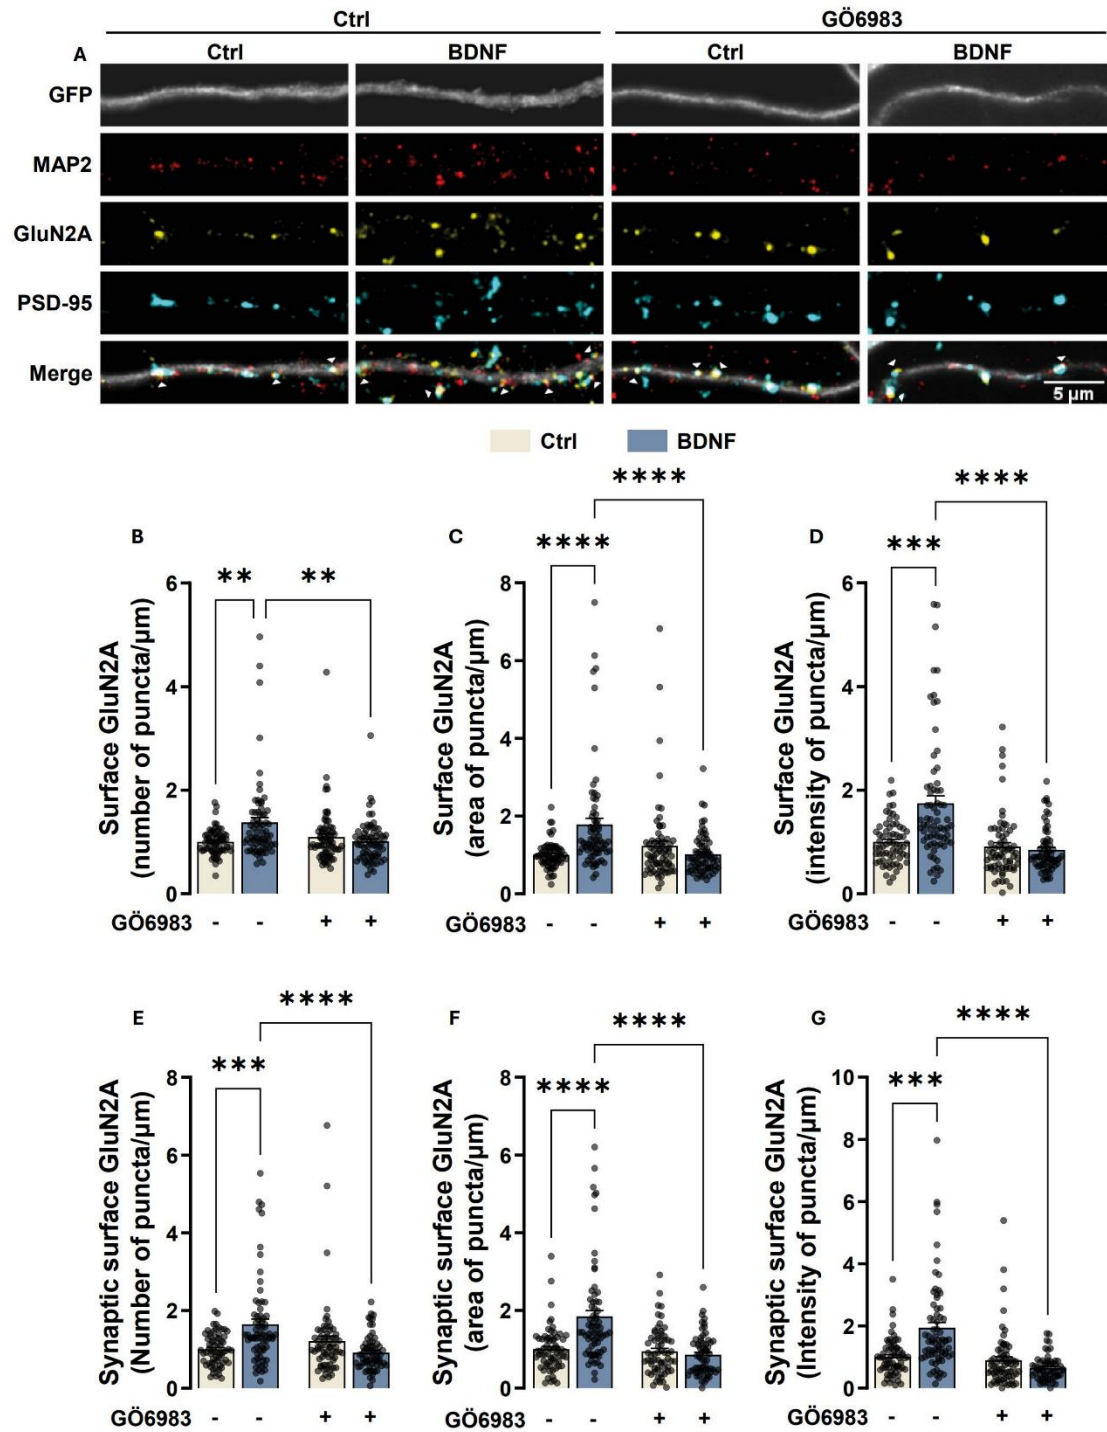 Ctrl GÖ6983
A Ctrl BDNF Ctrl BDNF
GFP
MAP2
GluN2A
PSD-95
Merge
5 µm
Ctrl BDNF
B
** **
Surface GluN2A
(number of puncta/µm)
6
4
2
0
GÖ6983 - - + +
C
****
****
Surface GluN2A
(area of puncta/µm)
8
6
4
2
0
GÖ6983 - - + +
D
****
***
Surface GluN2A
(intensity of puncta/µm)
6
4
2
0
GÖ6983 - - + +
E
****
***
Synaptic surface GluN2A
(Number of puncta/µm)
8
6
4
2
0
GÖ6983 - - + +
F
****
****
Synaptic surface GluN2A
(area of puncta/µm)
8
6
4
2
0
GÖ6983 - - + +
G
****
***
Synaptic surface GluN2A
(Intensity of puncta/µm)
10
8
6
4
2
0
GÖ6983 - - + +